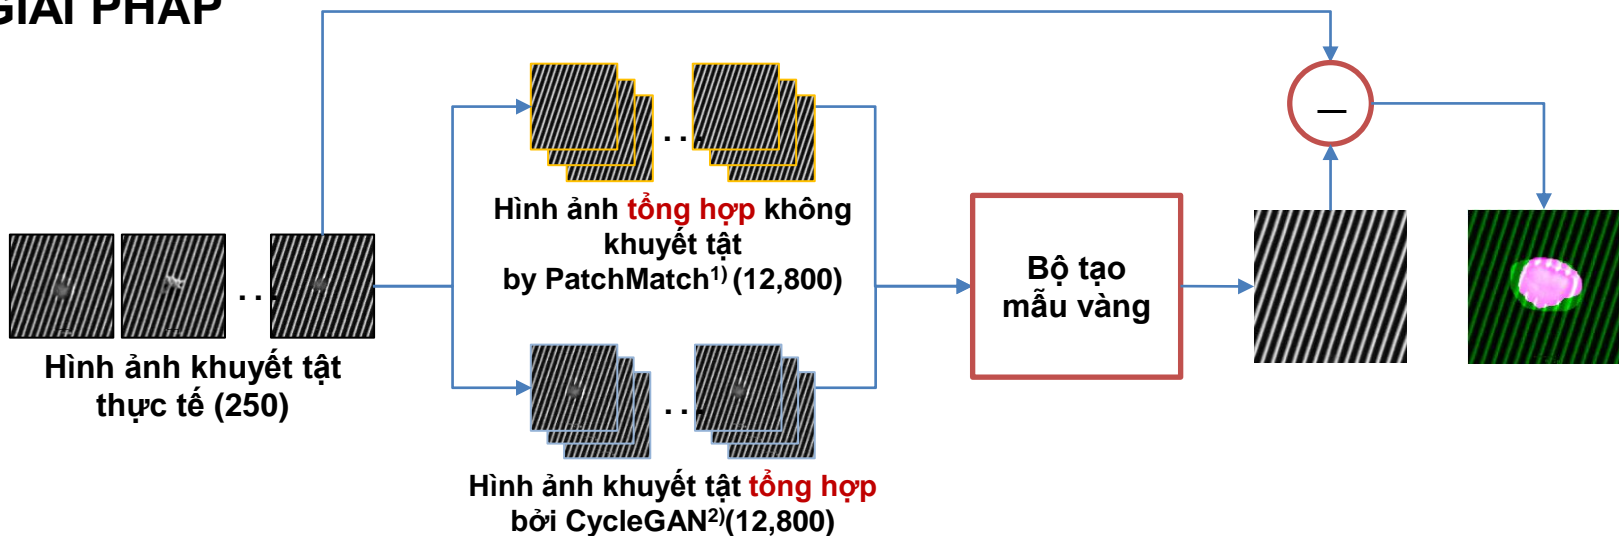 GIẢI PHÁP
Hình ảnh tổng hợp không
khuyết tật
by PatchMatch1) (12,800)
Hình ảnh khuyết tật
thực tế (250)
Bộ tạo
mẫu vàng
Hình ảnh khuyết tật tổng hợp
bởi CycleGAN2)(12,800)